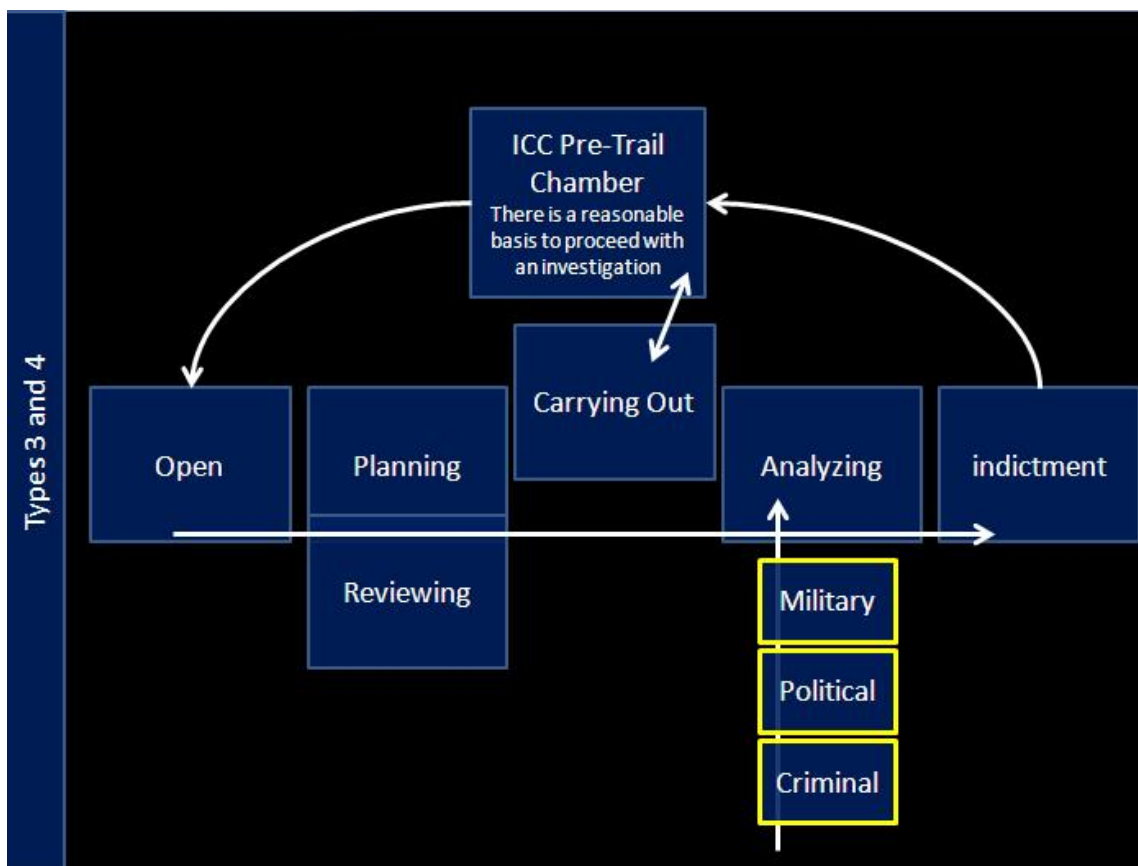 Types 3 and 4
ICC Pre-Trail
Chamber
There is a reasonable
basis to proceed with
an investigation
Carrying Out
Open
Planning
Analyzing
indictment
Reviewing
Military
Political
Criminal